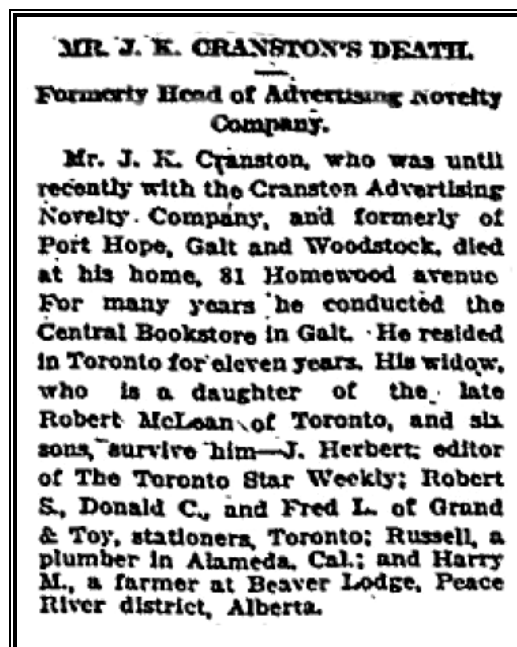 MR. J. K. CRANSTON'S DEATH.
Formerly Head of Advertising Novelty
Company.
Mr. J. K. Cranston, who was until
recently with the Cranston Advertising
Novelty Company, and formerly of
Port Hope, Galt and Woodstock, died
at his home, 81 Homewood avenue
For many years he conducted the
Central Bookstore in Galt. He resided
in Toronto for eleven years. His widow,
who is a daughter of the late
Robert McLean of Toronto, and six
sons, survive him—J. Herbert, editor
of The Toronto Star Weekly; Robert
S., Donald C., and Fred L. of Grand
& Toy, stationers, Toronto; Russell, a
plumber in Alameda, Cal.; and Harry
M., a farmer at Beaver Lodge, Peace
River district, Alberta.